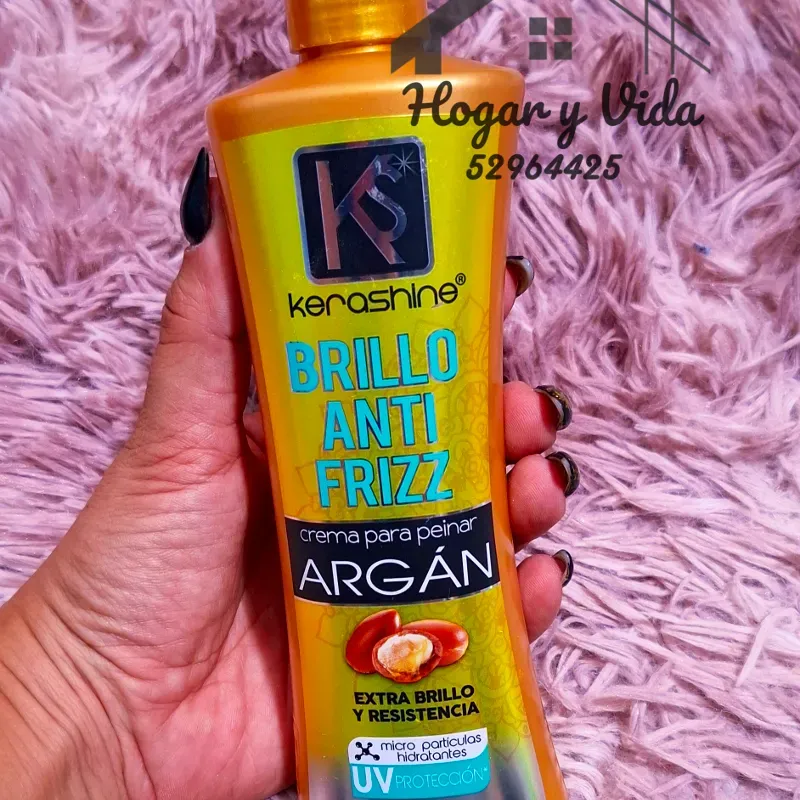 Hogar y Vida
52964425
KS
kerashine®
BRILLO
ANTI
FRIZZ
crema para peinar
ARGÁN
EXTRA BRILLO
Y RESISTENCIA
micro partículas
hidratantes
UV PROTECCIÓN